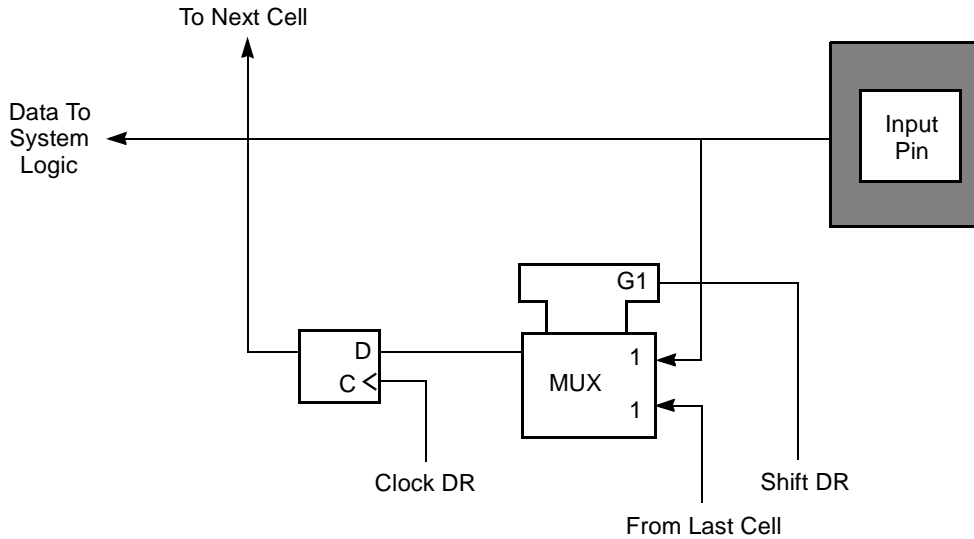 To Next Cell
Data To
System
Logic
Input
Pin
G1
D
C
MUX
1
1
Clock DR
Shift DR
From Last Cell